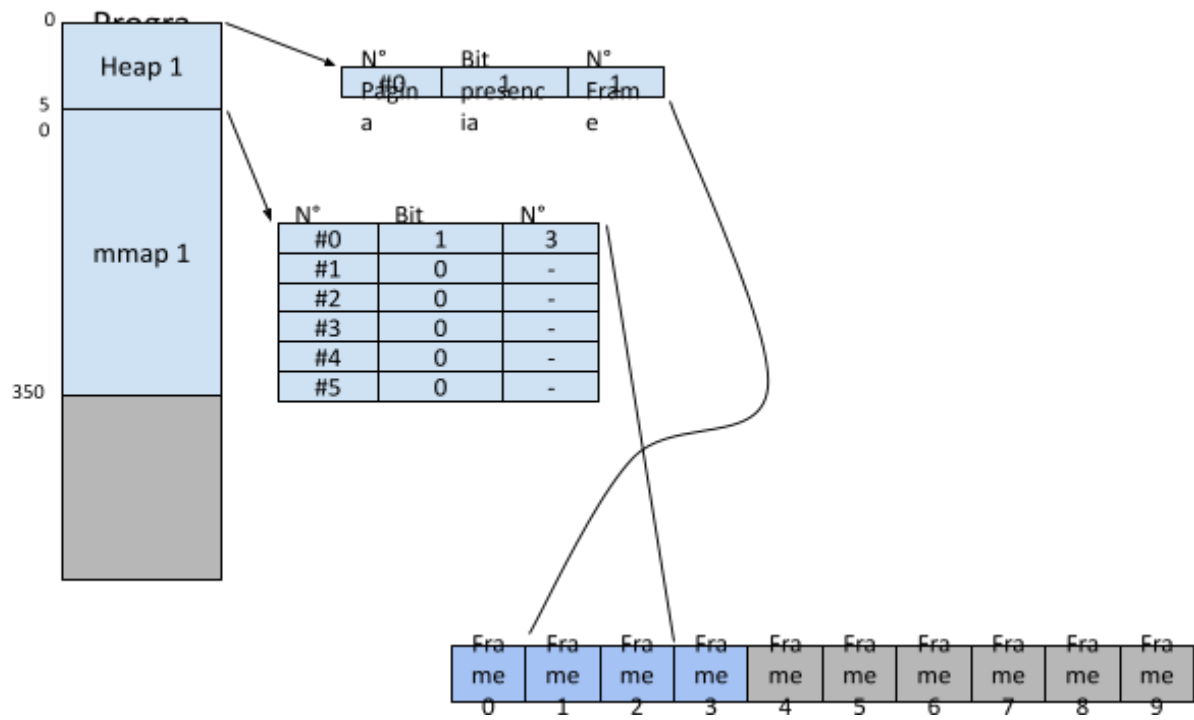 0
Progra
Heap 1
5
0
mmap 1
350
N° Bit N°
Págin presenc Fram
a ia e
#0 1 1
N° Bit N°
#0 1 3
#1 0 -
#2 0 -
#3 0 -
#4 0 -
#5 0 -
Fra Fra Fra Fra Fra Fra Fra Fra Fra Fra
me me me me me me me me me me
0 1 2 3 4 5 6 7 8 9